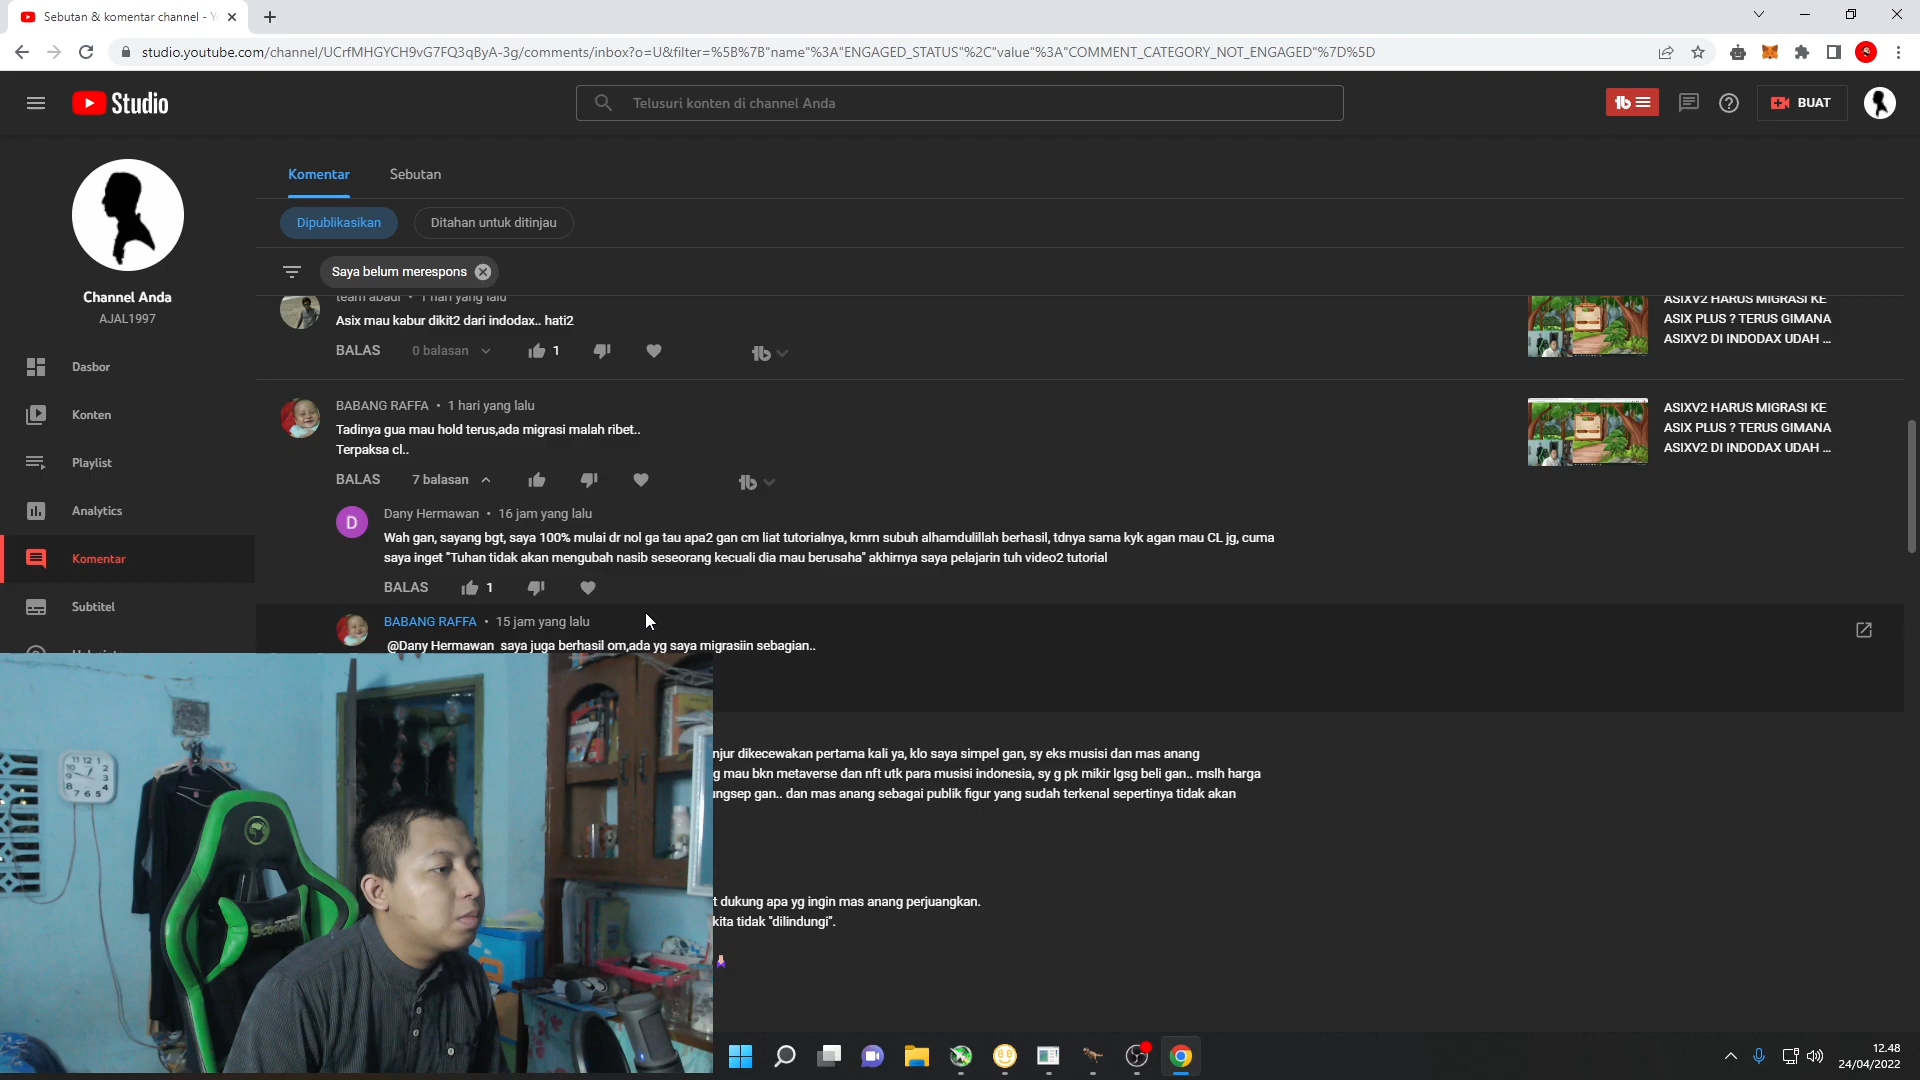 Sebutan & komentar channel - Y
studio.youtube.com/channel/UCrfMHGYCH9vG7FQ3qByA-3g/comments/inbox?o=U&filter=%5B%7B"name"%3A"ENGAGED_STATUS"%2C"value"%3A"COMMENT_CATEGORY_NOT_ENGAGED"%7D%5D
Studio
Telusuri konten di channel Anda
BUAT
Channel Anda
AJAL1997
Dasbor
Konten
Playlist
Analytics
Komentar
Subtitel
Komentar
Sebutan
Dipublikasikan
Ditahan untuk ditinjau
Saya belum merespons
team abadi • 1 hari yang lalu
Asix mau kabur dikit2 dari indodax.. hati2
BALAS 0 balasan 1
ASIXV2 HARUS MIGRASI KE
ASIX PLUS ? TERUS GIMANA
ASIXV2 DI INDODAX UDAH ...
BABANG RAFFA • 1 hari yang lalu
Tadinya gua mau hold terus,ada migrasi malah ribet..
Terpaksa cl..
BALAS 7 balasan
ASIXV2 HARUS MIGRASI KE
ASIX PLUS ? TERUS GIMANA
ASIXV2 DI INDODAX UDAH ...
D
Dany Hermawan • 16 jam yang lalu
Wah gan, sayang bgt, saya 100% mulai dr nol ga tau apa2 gan cm liat tutorialnya, kmrn subuh alhamdulillah berhasil, tdnya sama kyk agan mau CL jg, cuma
saya inget "Tuhan tidak akan mengubah nasib seseorang kecuali dia mau berusaha" akhirnya saya pelajarin tuh video2 tutorial
BALAS 1
BABANG RAFFA • 15 jam yang lalu
@Dany Hermawan saya juga berhasil om,ada yg saya migrasiin sebagian..
njur dikecewakan pertama kali ya, klo saya simpel gan, sy eks musisi dan mas anang
g mau bkn metaverse dan nft utk para musisi indonesia, sy g pk mikir lgsg beli gan.. mslh harga
ungsep gan.. dan mas anang sebagai publik figur yang sudah terkenal sepertinya tidak akan
t dukung apa yg ingin mas anang perjuangkan.
kita tidak "dilindungi".
12.48
24/04/2022